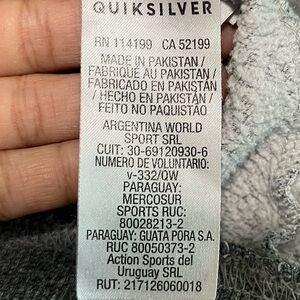 QUIKSILVER
RN 114199 CA 52199
MADE IN PAKISTAN /
FABRIQUÉ AU PAKISTAN /
FABRICADO EN PAKISTÁN
/ HECHO EN PAKISTÁN /
FEITO NO PAQUISTÃO
ARGENTINA WORLD
SPORT SRL
CUIT: 30-69120930-6
NUMERO DE VOLUNTARIO:
v-332/QW
PARAGUAY:
MERCOSUR
SPORTS RUC:
80028213-2
PARAGUAY: GUATA PORA S.A.
RUC 80050373-2
Action Sports del
Uruguay SRL
RUT: 217126060018